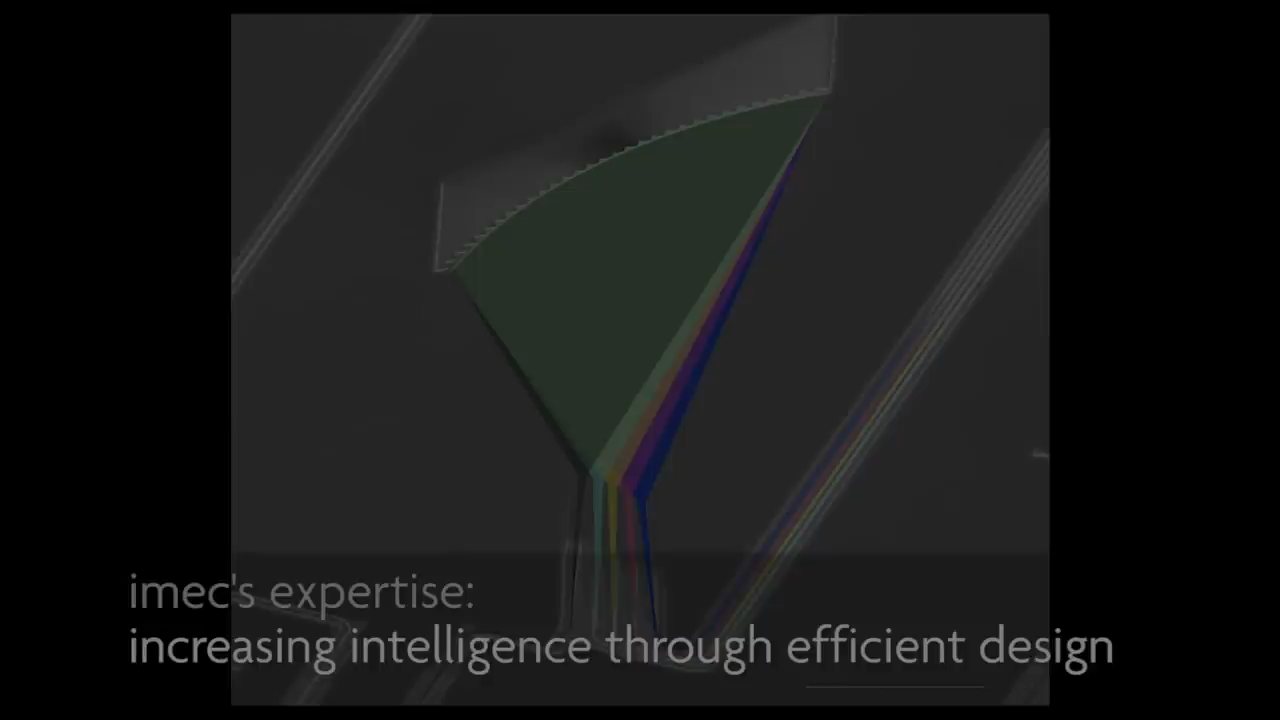 imec's expertise:
increasing intelligence through efficient design